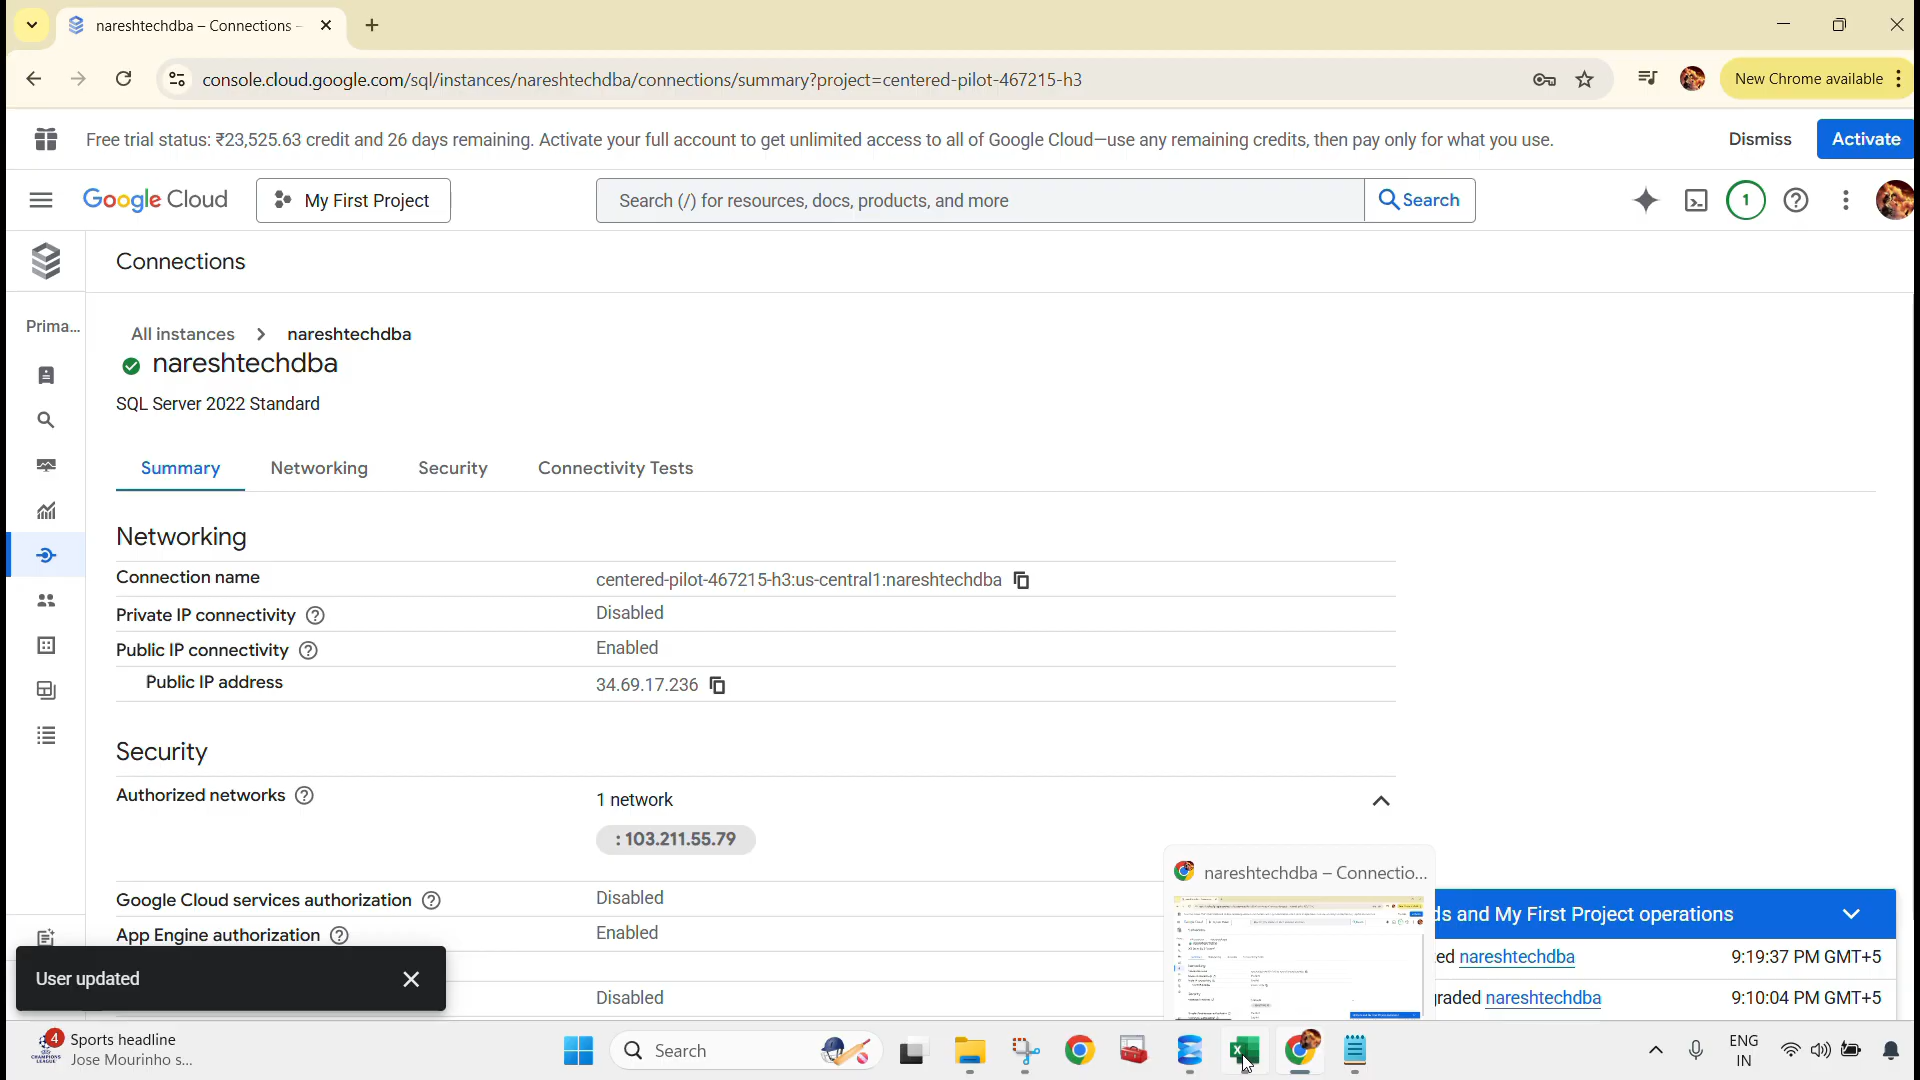 nareshtechdba – Connections –
console.cloud.google.com/sql/instances/nareshtechdba/connections/summary?project=centered-pilot-467215-h3
New Chrome available
Free trial status: ₹23,525.63 credit and 26 days remaining. Activate your full account to get unlimited access to all of Google Cloud—use any remaining credits, then pay only for what you use.
Dismiss
Activate
Google Cloud
My First Project
Search (/) for resources, docs, products, and more
Search
1
Connections
Prima...
All instances
nareshtechdba
nareshtechdba
SQL Server 2022 Standard
Summary
Networking
Security
Connectivity Tests
Networking
Connection name
centered-pilot-467215-h3:us-central1:nareshtechdba
Private IP connectivity
Disabled
Public IP connectivity
Enabled
Public IP address
34.69.17.236
Security
Authorized networks
1 network
: 103.211.55.79
Google Cloud services authorization
Disabled
App Engine authorization
Enabled
Disabled
User updated
nareshtechdba – Connectio...
ds and My First Project operations
ed nareshtechdba
9:19:37 PM GMT+5
graded nareshtechdba
9:10:04 PM GMT+5
4
Sports headline
Jose Mourinho s...
Search
ENG
IN